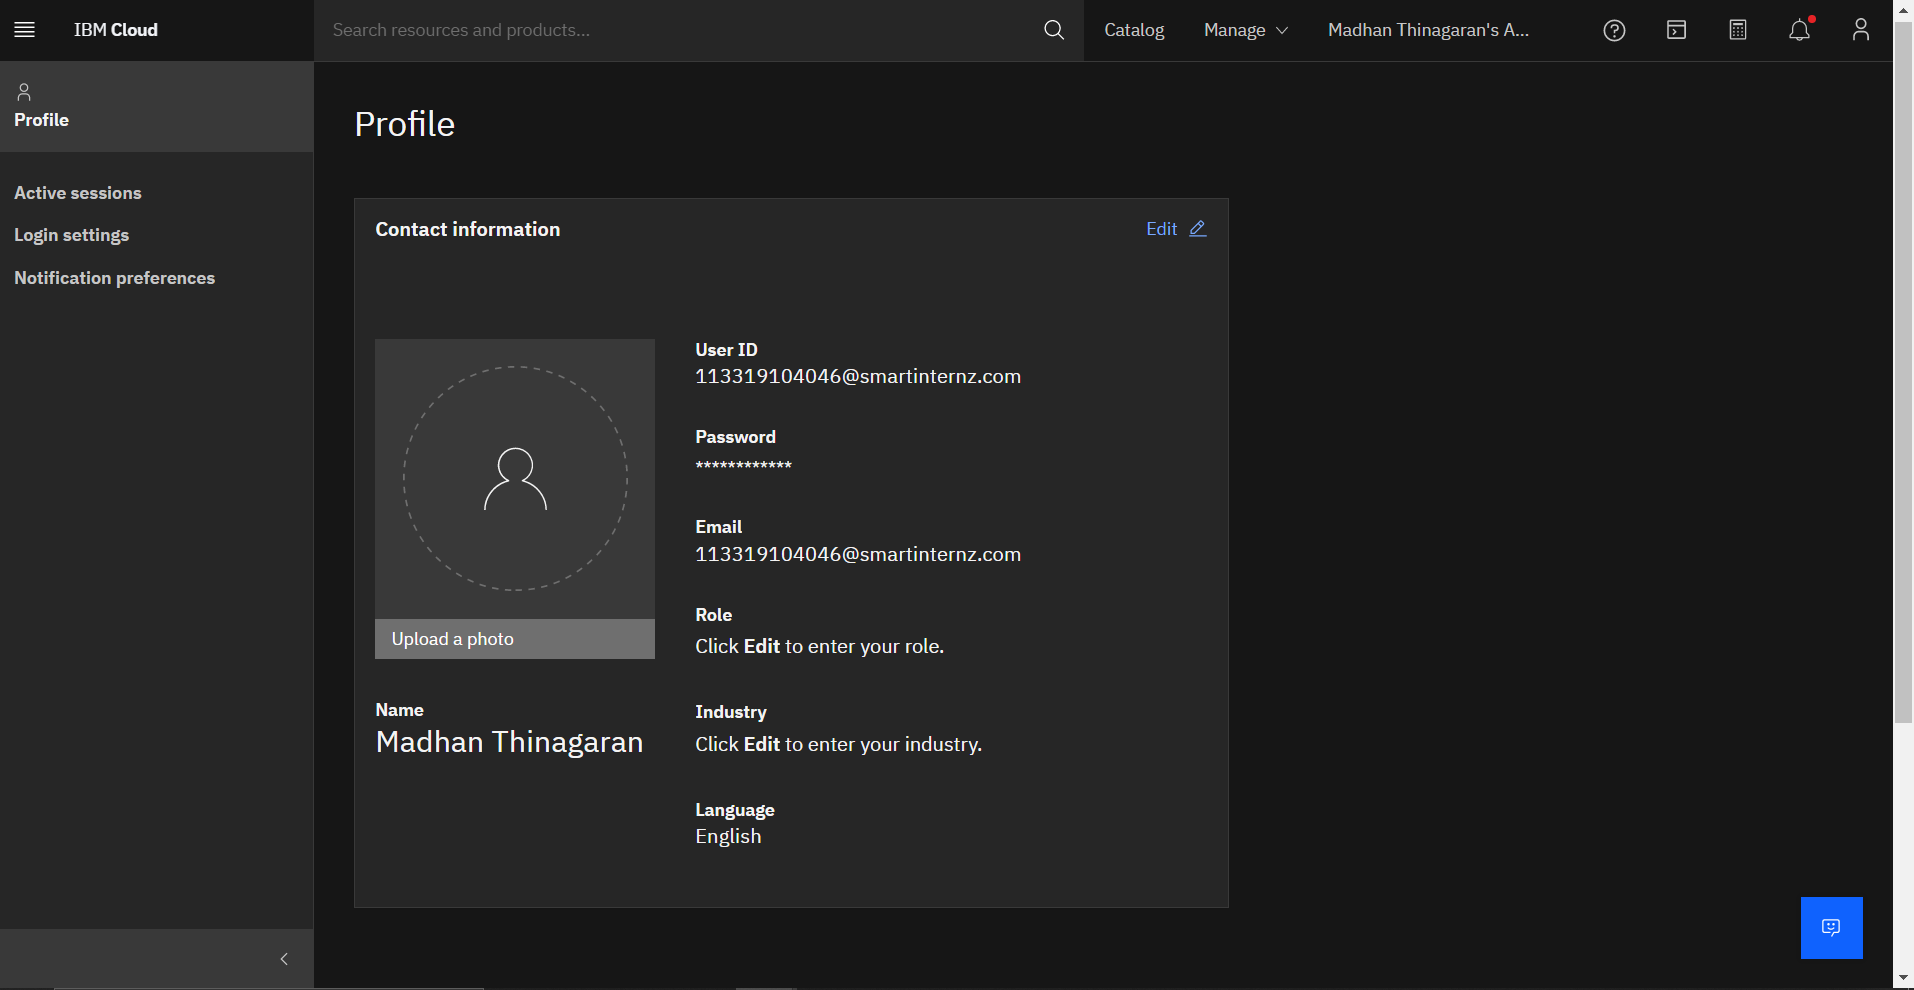 IBM Cloud
Search resources and products...
Catalog
Manage
Madhan Thinagaran's A...
Profile
Active sessions
Login settings
Notification preferences
Profile
Contact information
Edit
Upload a photo
Name
Madhan Thinagaran
User ID
113319104046@smartinternz.com
Password
************
Email
113319104046@smartinternz.com
Role
Click Edit to enter your role.
Industry
Click Edit to enter your industry.
Language
English